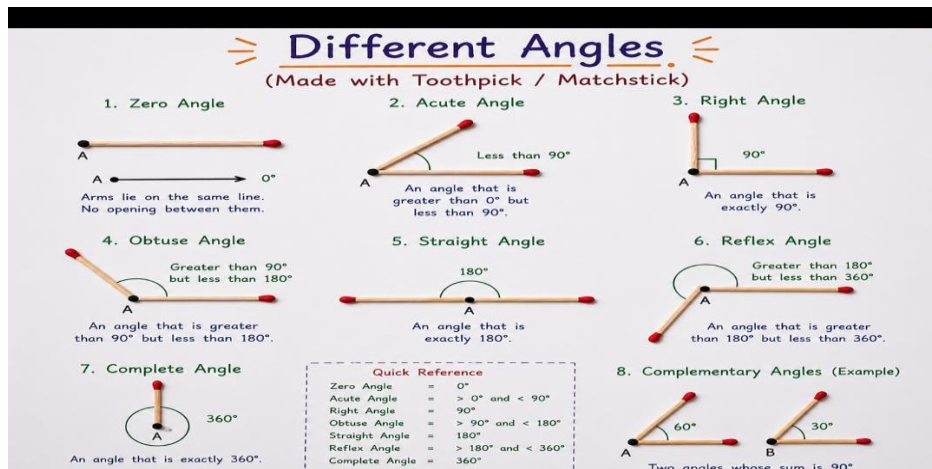 Different Angles
(Made with Toothpick / Matchstick)
1. Zero Angle
A
A
0°
Arms lie on the same line.
No opening between them.
2. Acute Angle
Less than 90°
A
An angle that is
greater than 0° but
less than 90°.
3. Right Angle
90°
A
An angle that is
exactly 90°.
4. Obtuse Angle
Greater than 90°
but less than 180°
A
An angle that is greater
than 90° but less than 180°.
5. Straight Angle
180°
A
An angle that is
exactly 180°.
6. Reflex Angle
Greater than 180°
but less than 360°
A
An anglie that is greater
than 180° but less than 360°.
7. Complete Angle
360°
A
An angle that is exactly 360°.
Quick Reference
Zero Angle = 0°
Acute Angle = > 0° and < 90°
Right Angle = 90°
Obtuse Angle = > 90° and < 180°
Straight Angle = 180°
Reflex Angle = > 180° and < 360°
Complete Angle = 360°
8. Complementary Angles (Example)
60°
A
30°
B
Two angles whose sum is 90°